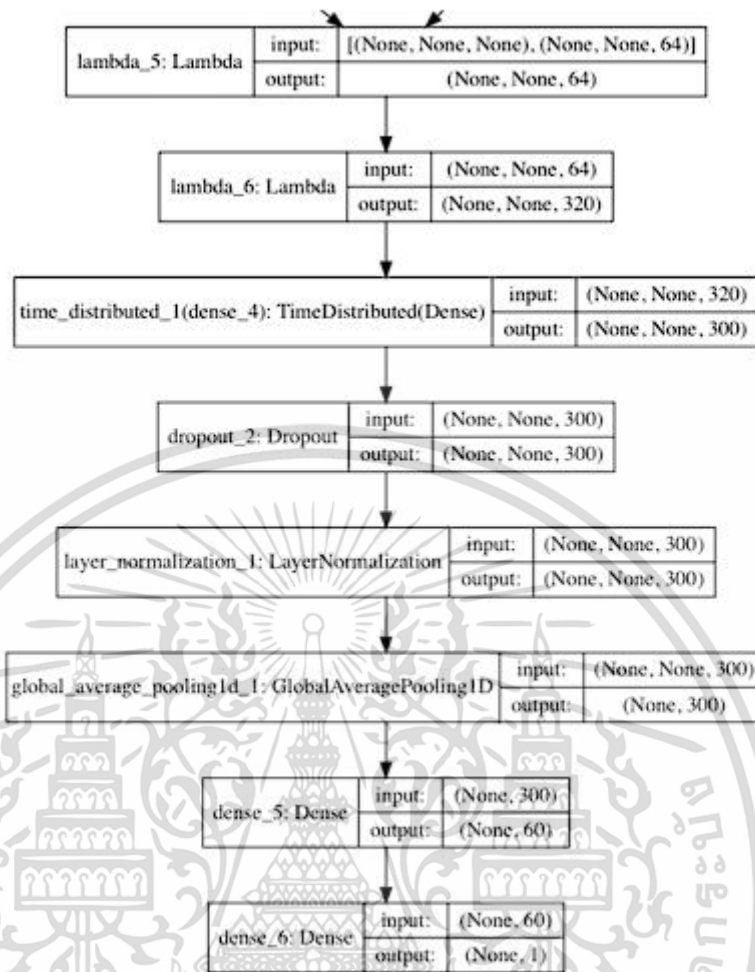 lambda_5: Lambda
input: [(None, None, None), (None, None, 64)]
output: (None, None, 64)
lambda_6: Lambda
input: (None, None, 64)
output: (None, None, 320)
time_distributed_1(dense_4): TimeDistributed(Dense)
input: (None, None, 320)
output: (None, None, 300)
dropout_2: Dropout
input: (None, None, 300)
output: (None, None, 300)
layer_normalization_1: LayerNormalization
input: (None, None, 300)
output: (None, None, 300)
global_average_pooling1d_1: GlobalAveragePooling1D
input: (None, None, 300)
output: (None, 300)
dense_5: Dense
input: (None, 300)
output: (None, 60)
dense_6: Dense
input: (None, 60)
output: (None, 1)